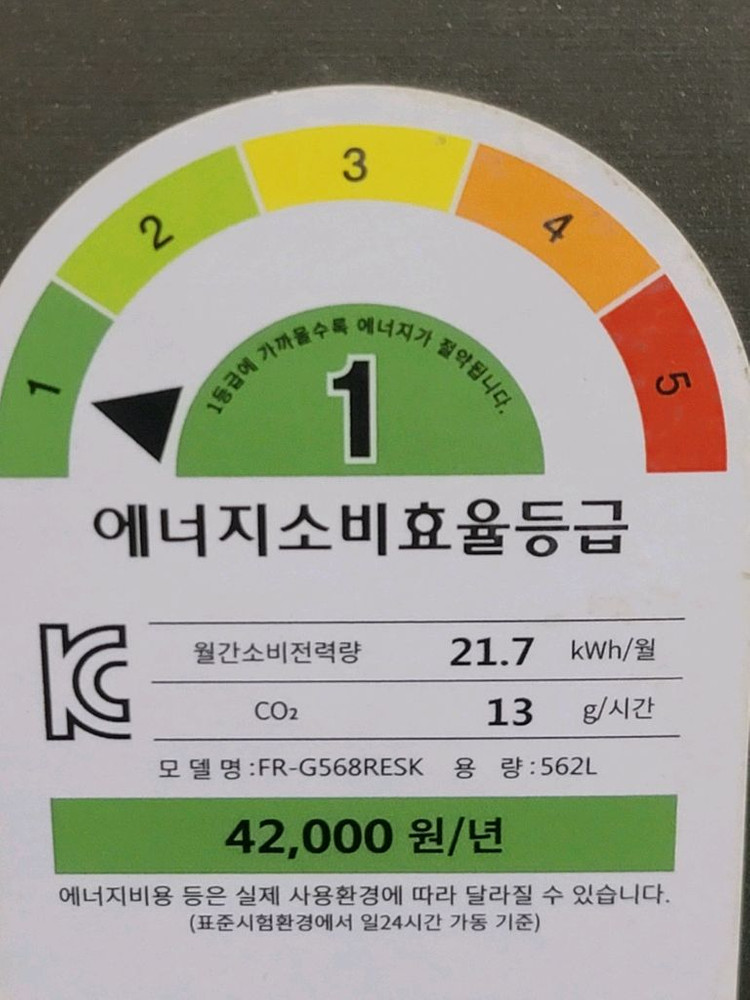 1
2
3
4
5
1등급에 가까울수록 에너지가 절약됩니다.
1
에너지소비효율등급
KC
월간소비전력량 21.7 kWh/월
CO₂ 13 g/시간
모델명:FR-G568RESK 용 량:562L
42,000 원/년
에너지비용 등은 실제 사용환경에 따라 달라질 수 있습니다.
(표준시험환경에서 일24시간 가동 기준)